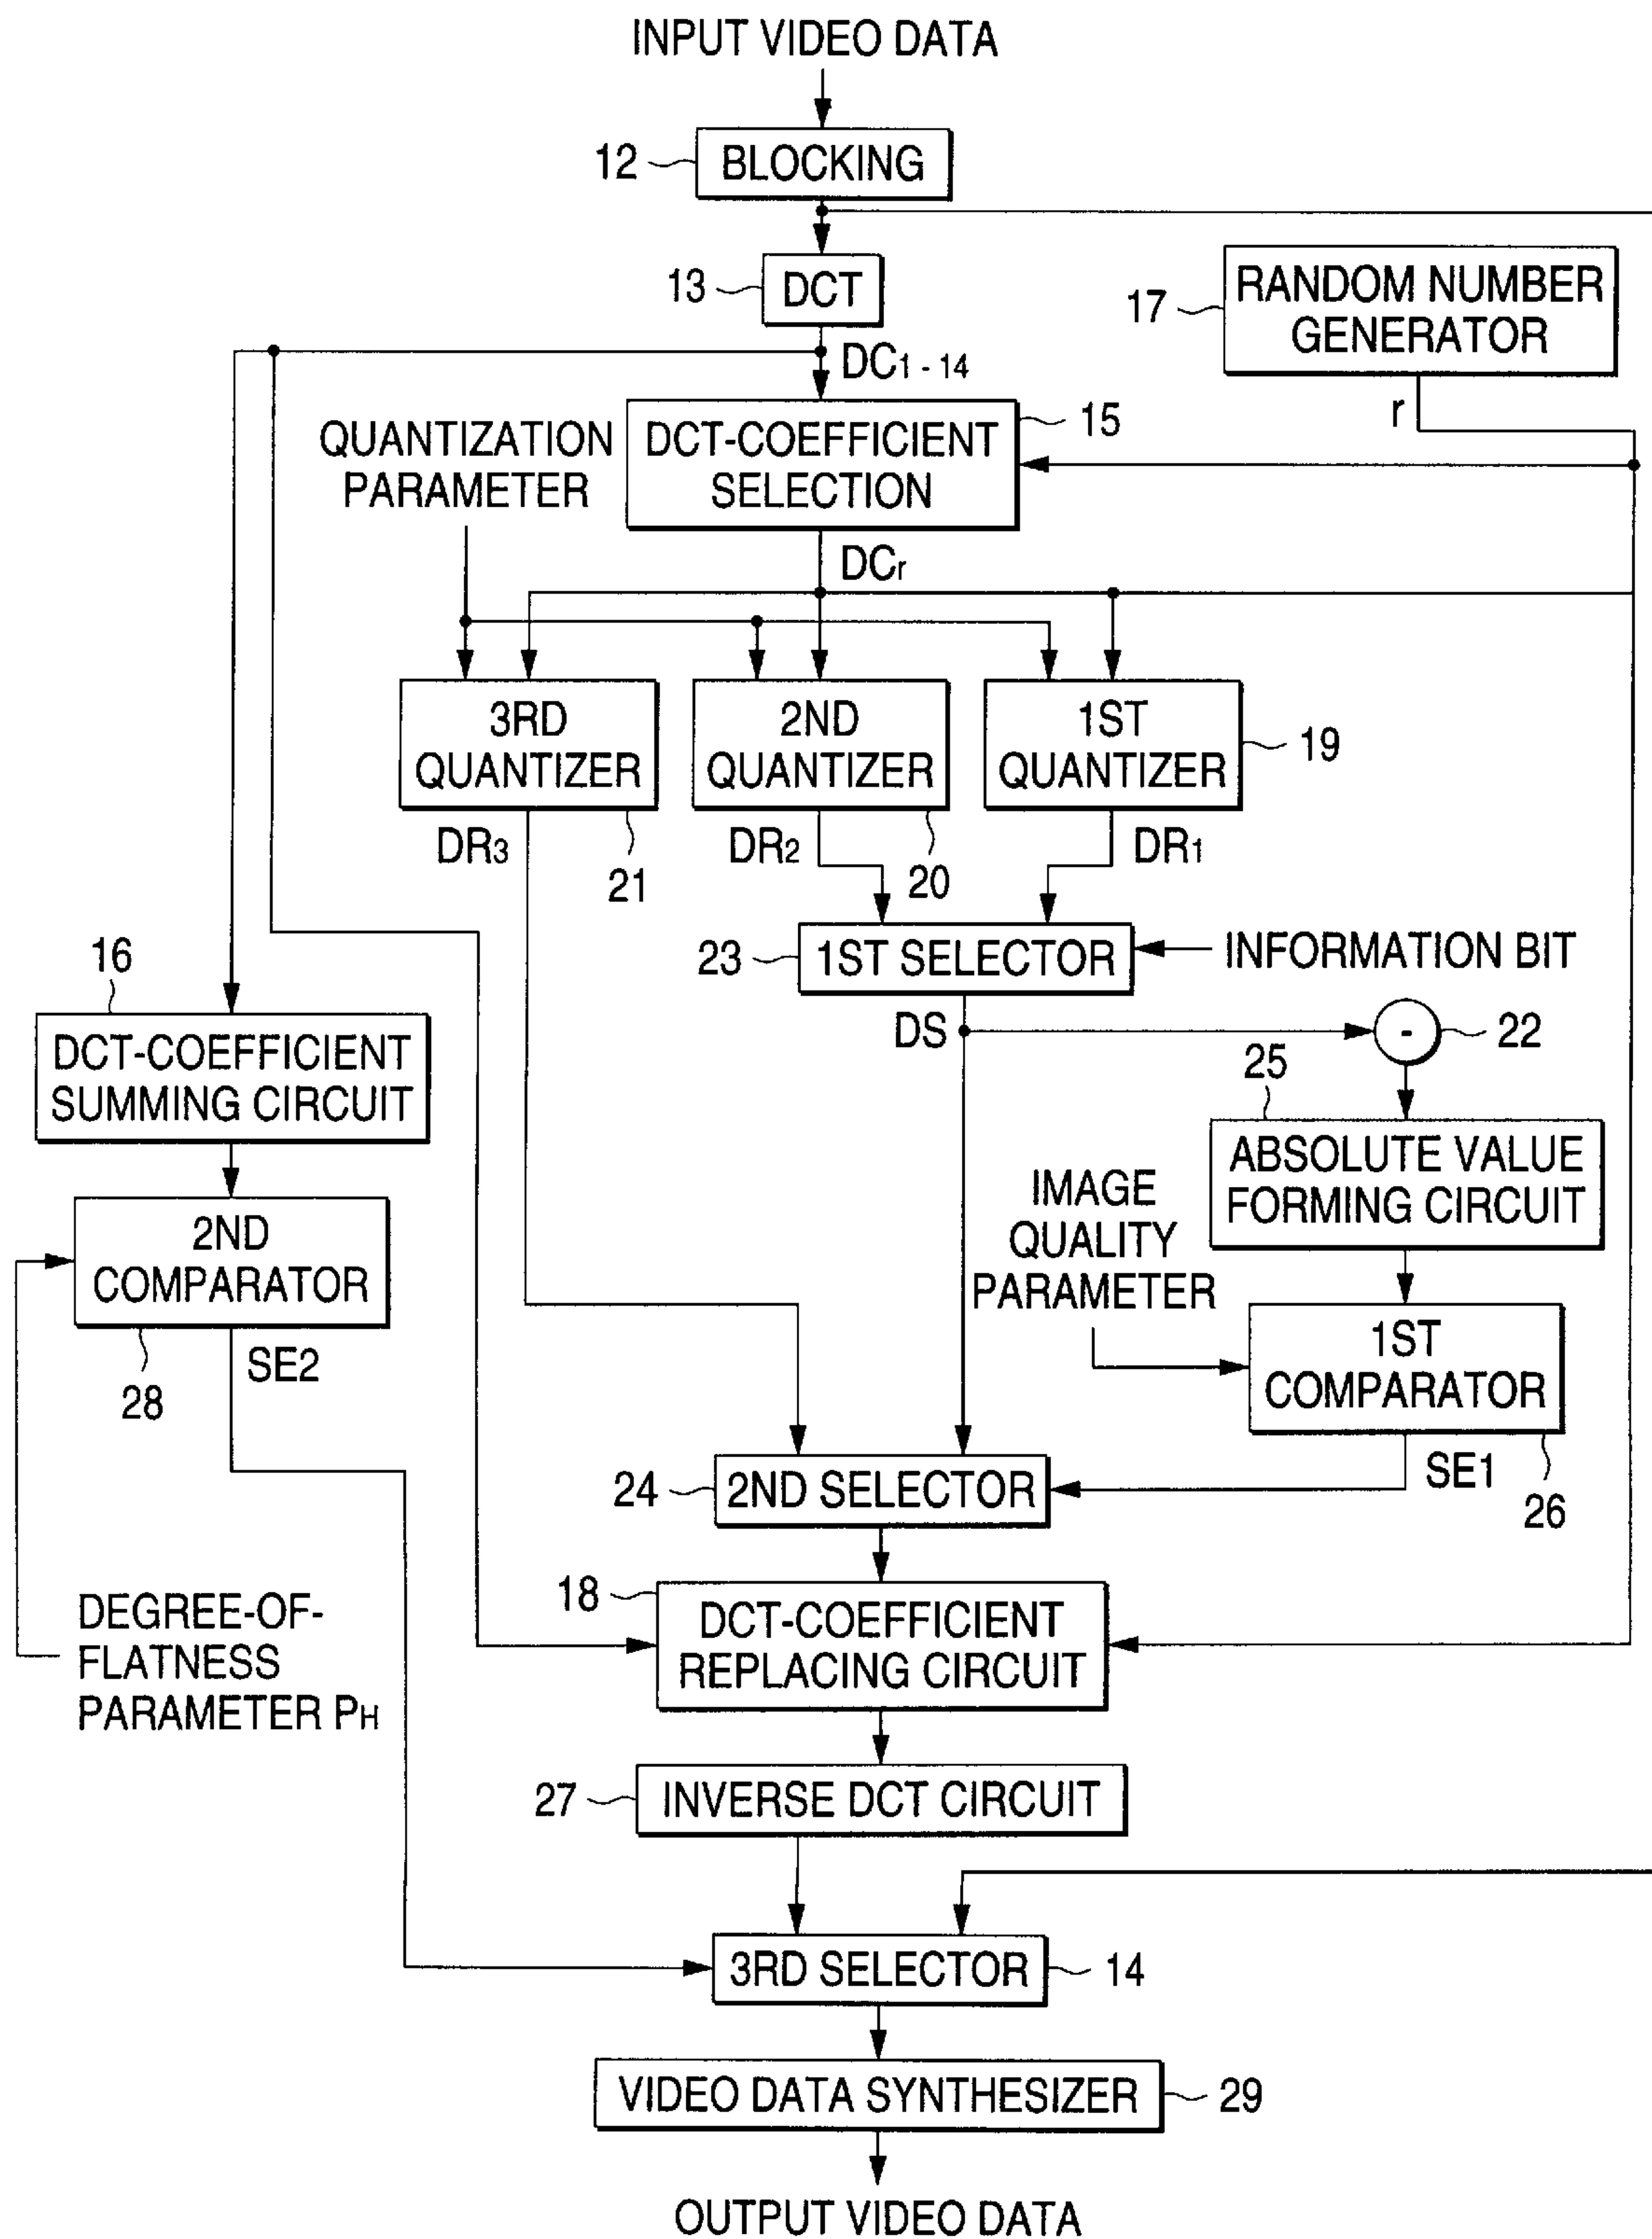 INPUT VIDEO DATA
12
BLOCKING
13
DCT
17
RANDOM NUMBER
GENERATOR
DC1 - 14
r
QUANTIZATION
PARAMETER
DCT-COEFFICIENT
SELECTION
15
DCr
3RD
QUANTIZER
2ND
QUANTIZER
1ST
QUANTIZER
19
DR3
21
DR2
20
DR1
23
1ST SELECTOR
INFORMATION BIT
16
DS
-
22
DCT-COEFFICIENT
SUMMING CIRCUIT
25
ABSOLUTE VALUE
FORMING CIRCUIT
IMAGE
QUALITY
PARAMETER
2ND
COMPARATOR
28
SE2
1ST
COMPARATOR
24
2ND SELECTOR
SE1
26
18
DCT-COEFFICIENT
REPLACING CIRCUIT
DEGREE-OF-
FLATNESS
PARAMETER PH
27
INVERSE DCT CIRCUIT
3RD SELECTOR
14
VIDEO DATA SYNTHESIZER
29
OUTPUT VIDEO DATA